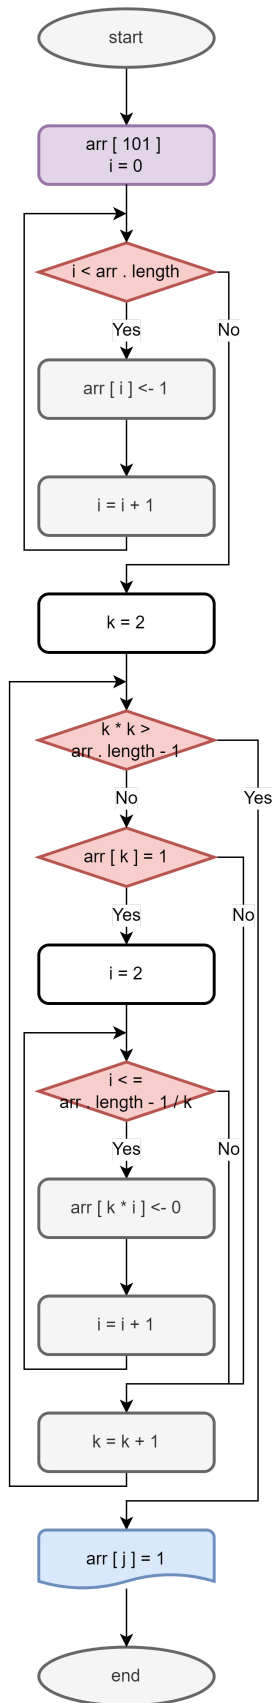 start
arr [ 101 ]
i = 0
i < arr . length
Yes
No
arr [ i ] <- 1
i = i + 1
k = 2
k * k >
arr . length - 1
No
Yes
arr [ k ] = 1
Yes
No
i = 2
i < =
arr . length - 1 / k
Yes
No
arr [ k * i ] <- 0
i = i + 1
k = k + 1
arr [ j ] = 1
end